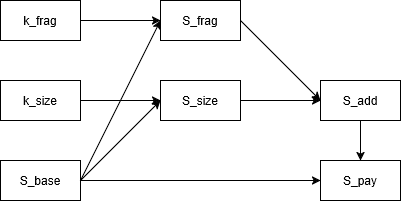 k_frag
S_frag
k_size
S_size
S_add
S_base
S_pay